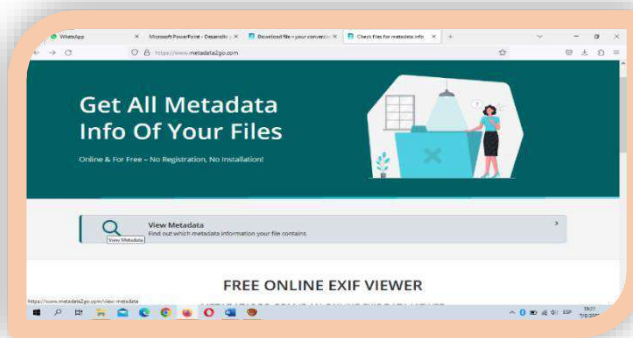 WhatsApp
Microsoft PowerPoint - Desarrollo
Download file - your conversion
Check files for metadata info
https://www.metadata2go.com
Get All Metadata
Info Of Your Files
Online & For Free – No Registration, No Installation!
View Metadata
Find out which metadata information your file contains
View Metadata
FREE ONLINE EXIF VIEWER
https://www.metadata2go.com/view-metadata
ESP